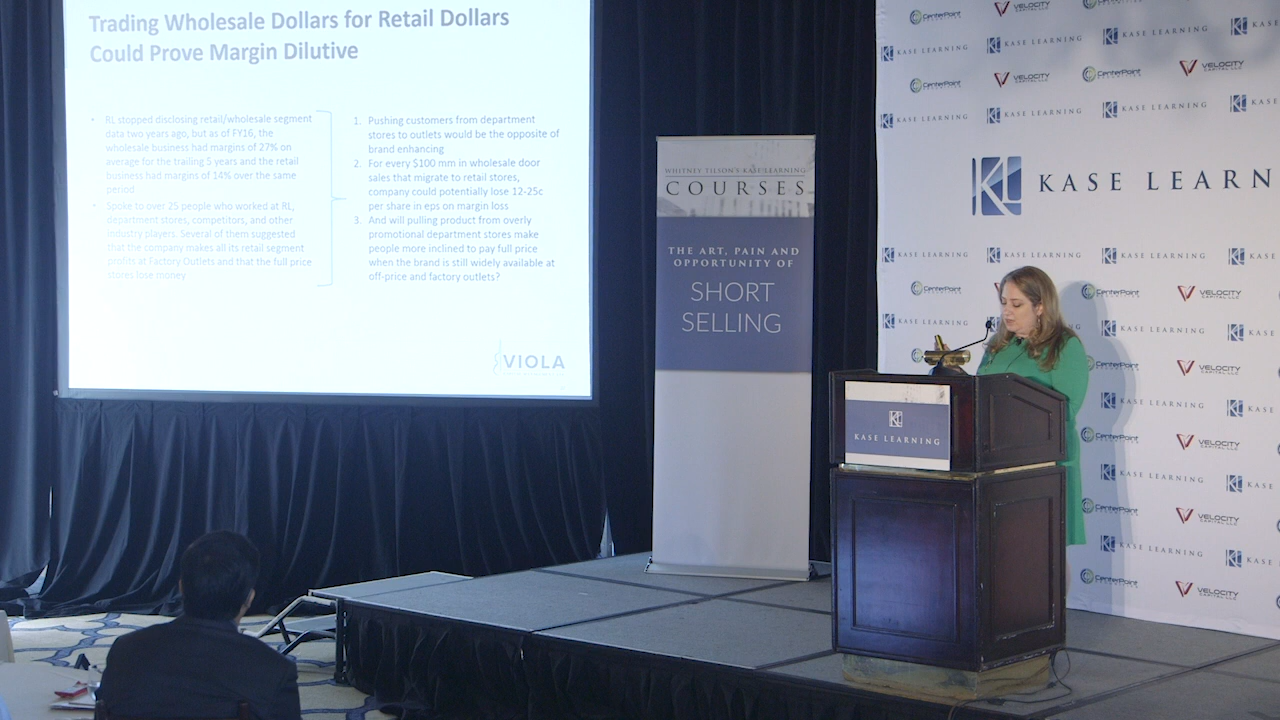 Trading Wholesale Dollars for Retail Dollars
Could Prove Margin Dilutive
• RL stopped disclosing retail/wholesale segment
data two years ago, but as of FY16, the
wholesale business had margins of 27% on
average for the trailing 5 years and the retail
business had margins of 14% over the same
period
• Spoke to over 25 people who worked at RL,
department stores, competitors, and other
industry players. Several of them suggested
that the company makes all its retail segment
profits at Factory Outlets and that the full price
stores lose money
1. Pushing customers from department
stores to outlets would be the opposite of
brand enhancing
2. For every $100 mm in wholesale door
sales that migrate to retail stores,
company could potentially lose 12-25c
per share in eps on margin loss
3. And will pulling product from overly
promotional department stores make
people more inclined to pay full price
when the brand is still widely available at
off-price and factory outlets?
VIOLA
WHITNEY TILSON'S KASE LEARNING
COURSES
THE ART, PAIN AND
OPPORTUNITY OF
SHORT
SELLING
KASE LEARNING
KASE LEARN
CenterPoint
VELOCITY
CAPITAL LLC
KASE LEARNING